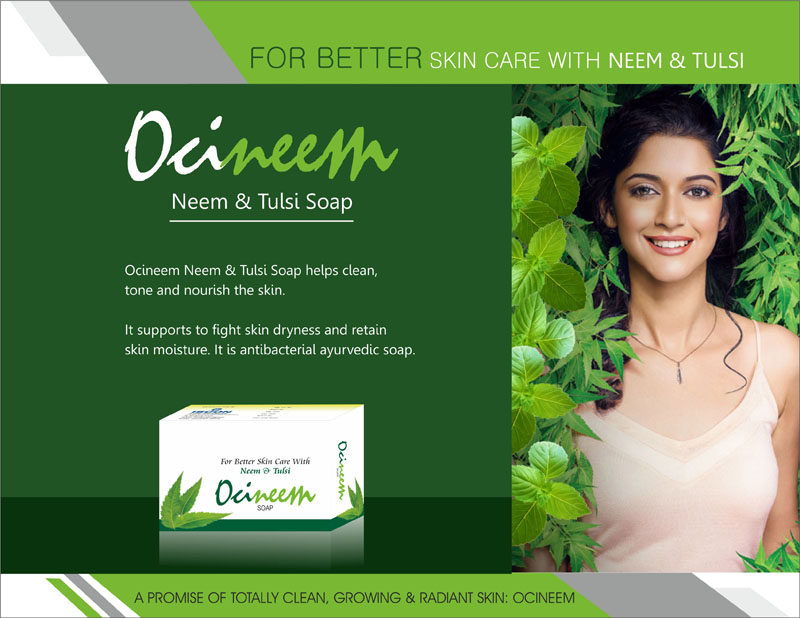 FOR BETTER SKIN CARE WITH NEEM & TULSI
Ocineem
Neem & Tulsi Soap
Ocineem Neem & Tulsi Soap helps clean,
tone and nourish the skin.
It supports to fight skin dryness and retain
skin moisture. It is antibacterial ayurvedic soap.
For Better Skin Care With
Neem & Tulsi
Ocineem
SOAP
Ocineem
A PROMISE OF TOTALLY CLEAN, GROWING & RADIANT SKIN: OCINEEM